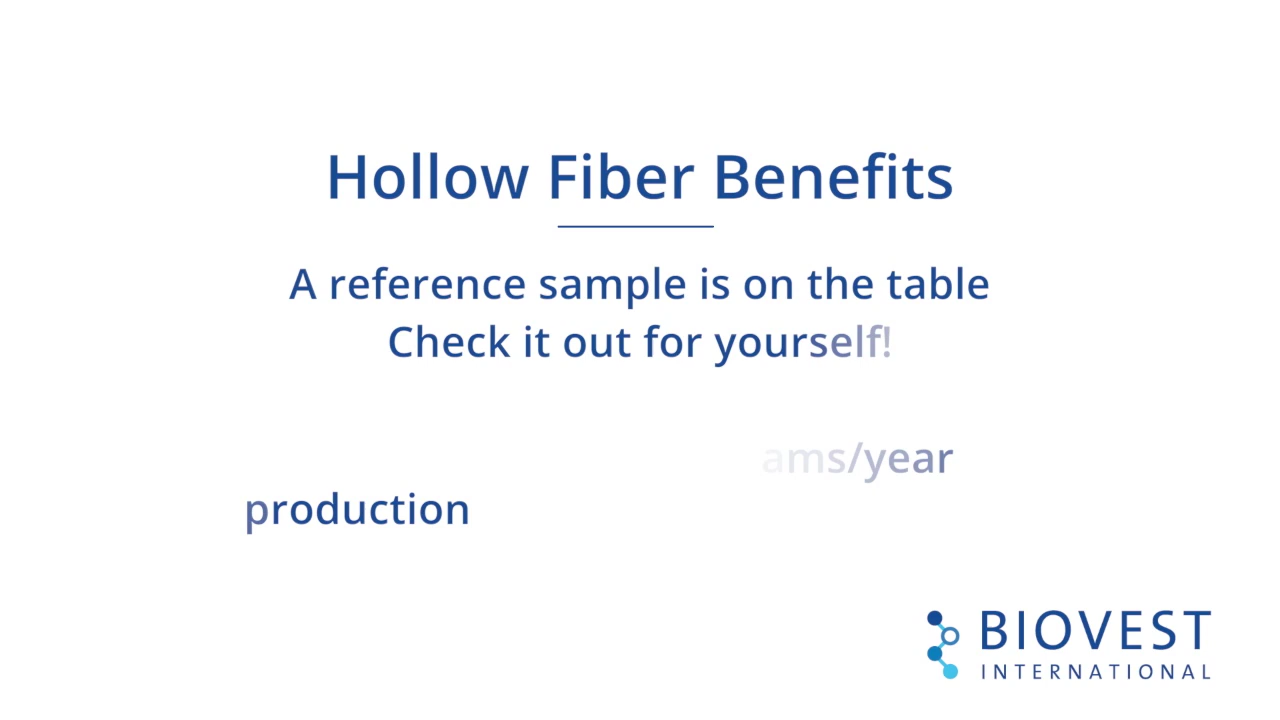 Hollow Fiber Benefits
A reference sample is on the table
Check it out for yourself!
ams/year
production
BIOVEST
INTERNATIONAL